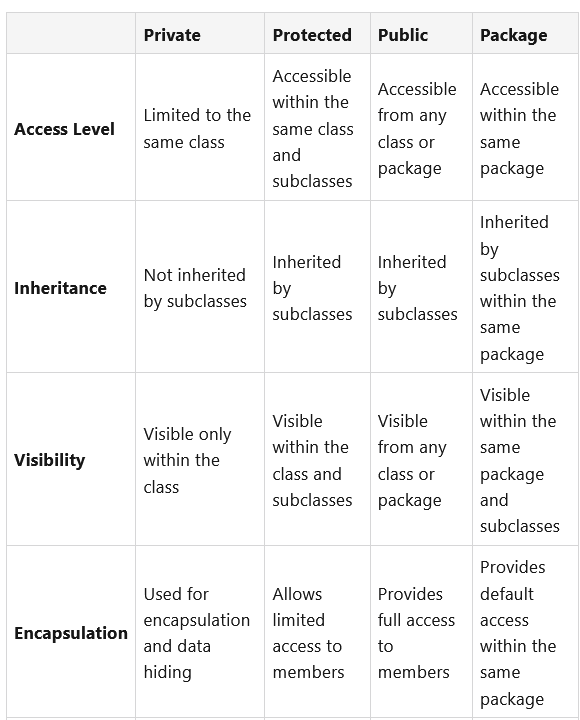 Private Protected Public Package
Access Level
Limited to the
same class
Accessible
within the
same class
and
subclasses
Accessible
from any
class or
package
Accessible
within the
same
package
Inheritance
Not inherited
by subclasses
Inherited
by
subclasses
Inherited
by
subclasses
Inherited
by
subclasses
within the
same
package
Visibility
Visible only
within the
class
Visible
within the
class and
subclasses
Visible
from any
class or
package
Visible
within the
same
package
and
subclasses
Encapsulation
Used for
encapsulation
and data
hiding
Allows
limited
access to
members
Provides
full access
to
members
Provides
default
access
within the
same
package